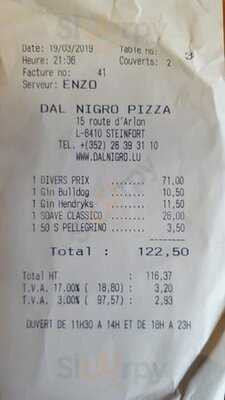 Date: 19/03/2019 Table no: 3
Heure: 21:36 Couverts: 2
Facture no: 41
Serveur: ENZO
DAL NIGRO PIZZA
15 route d'Arlon
L-8410 STEINFORT
TEL. +(352) 26 39 31 10
WWW.DALNIGRO.LU
1 DIVERS PRIX ........ 71,00
1 Gin Bulldog ........ 10,50
1 Gin Hendryks ........ 11,50
1 SOAVE CLASSICO ........ 26,00
1 50 S PELLEGRINO ........ 3,50
Total : 122,50
Total HT : 116,37
T.V.A. 17.00% ( 18,80) : 3,20
T.V.A. 3.00% ( 97,57) : 2,93
OUVERT DE 11H30 A 14H ET DE 18H A 23H
Sluurpy